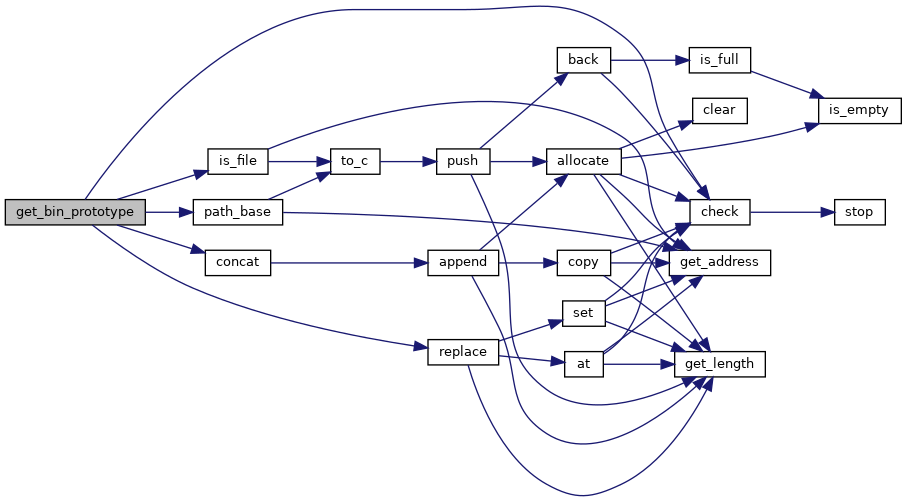 get_bin_prototype
is_file
path_base
concat
to_c
push
append
replace
back
allocate
copy
set
at
is_full
clear
check
get_address
get_length
is_empty
stop